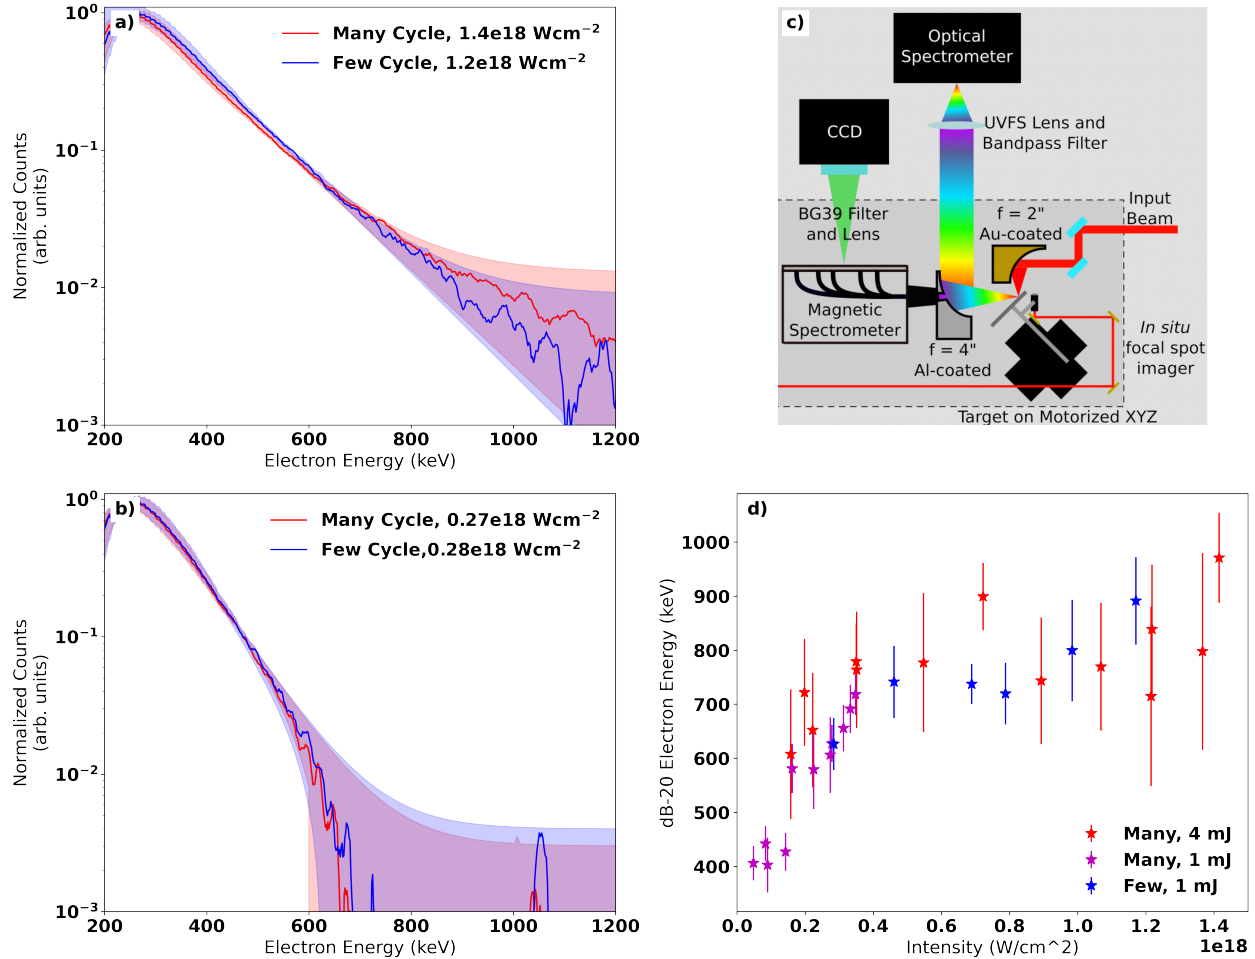 a)
Many Cycle, 1.4e18 Wcm⁻²
Few Cycle, 1.2e18 Wcm⁻²
Normalized Counts
(arb. units)
10⁰
10⁻¹
10⁻²
10⁻³
200 400 600 800 1000 1200
Electron Energy (keV)
c)
Optical
Spectrometer
CCD
UVFS Lens and
Bandpass Filter
BG39 Filter
and Lens
f = 2"
Au-coated
Input
Beam
Magnetic
Spectrometer
f = 4"
Al-coated
In situ
focal spot
imager
Target on Motorized XYZ
b)
Many Cycle, 0.27e18 Wcm⁻²
Few Cycle,0.28e18 Wcm⁻²
Normalized Counts
(arb. units)
10⁰
10⁻¹
10⁻²
10⁻³
200 400 600 800 1000 1200
Electron Energy (keV)
d)
dB-20 Electron Energy (keV)
1000
900
800
700
600
500
400
Many, 4 mJ
Many, 1 mJ
Few, 1 mJ
0.0 0.2 0.4 0.6 0.8 1.0 1.2 1.4
Intensity (W/cm^2)
1e18